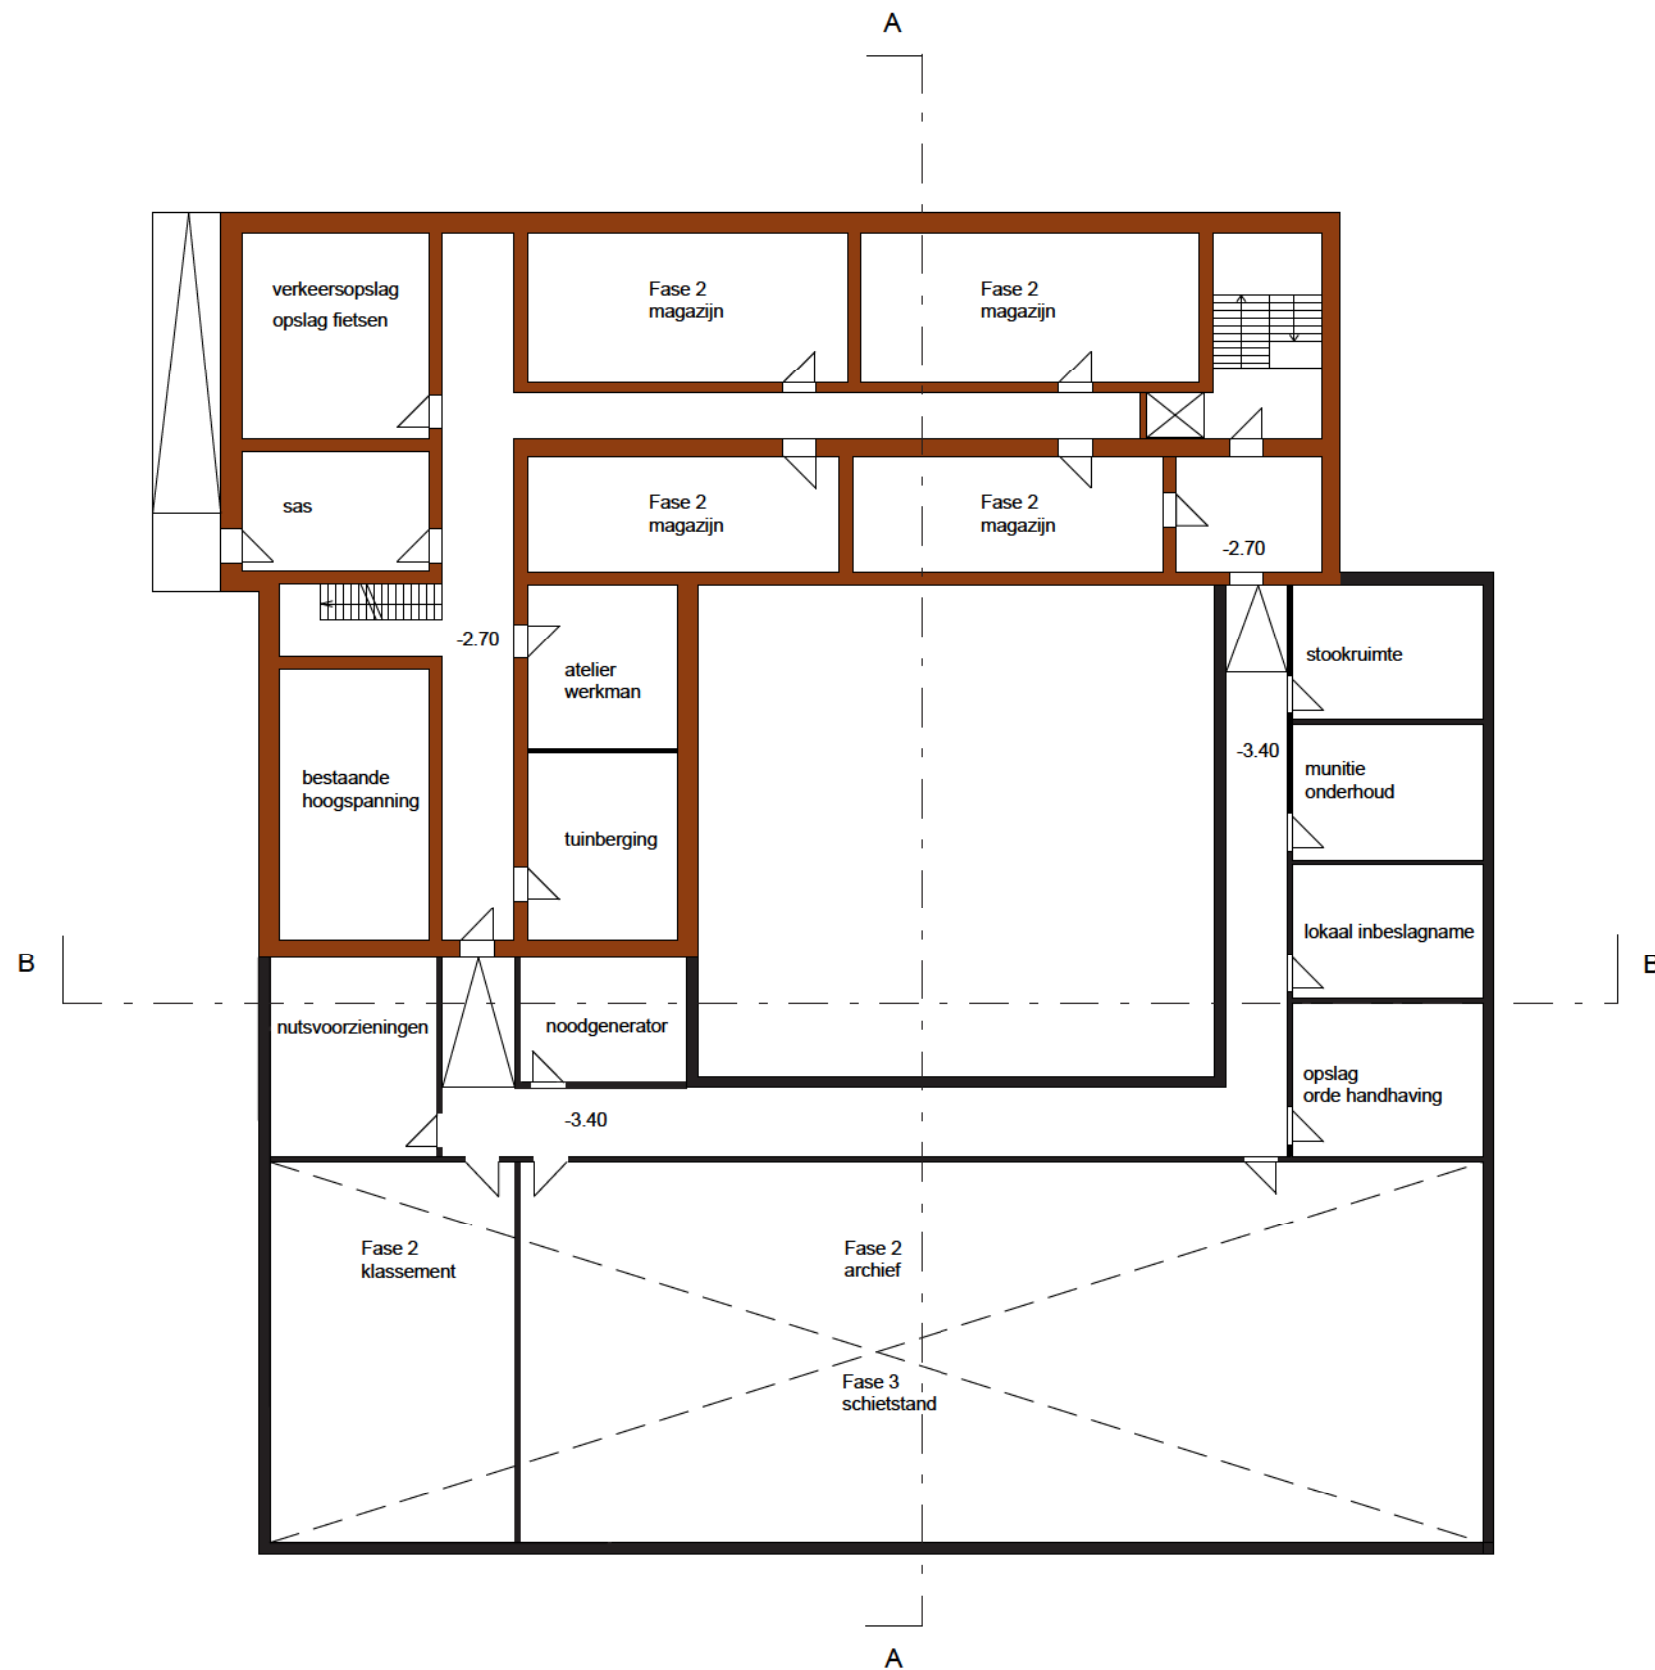 A
verkeersopslag
opslag fietsen
Fase 2
magazijn
Fase 2
magazijn
sas
Fase 2
magazijn
Fase 2
magazijn
-2.70
-2.70
atelier
werkman
stookruimte
-3.40
munitie
onderhoud
bestaande
hoogspanning
tuinberging
lokaal inbeslagname
B
B
nutsvoorzieningen
noodgenerator
opslag
orde handhaving
-3.40
Fase 2
klassement
Fase 2
archief
Fase 3
schietstand
A